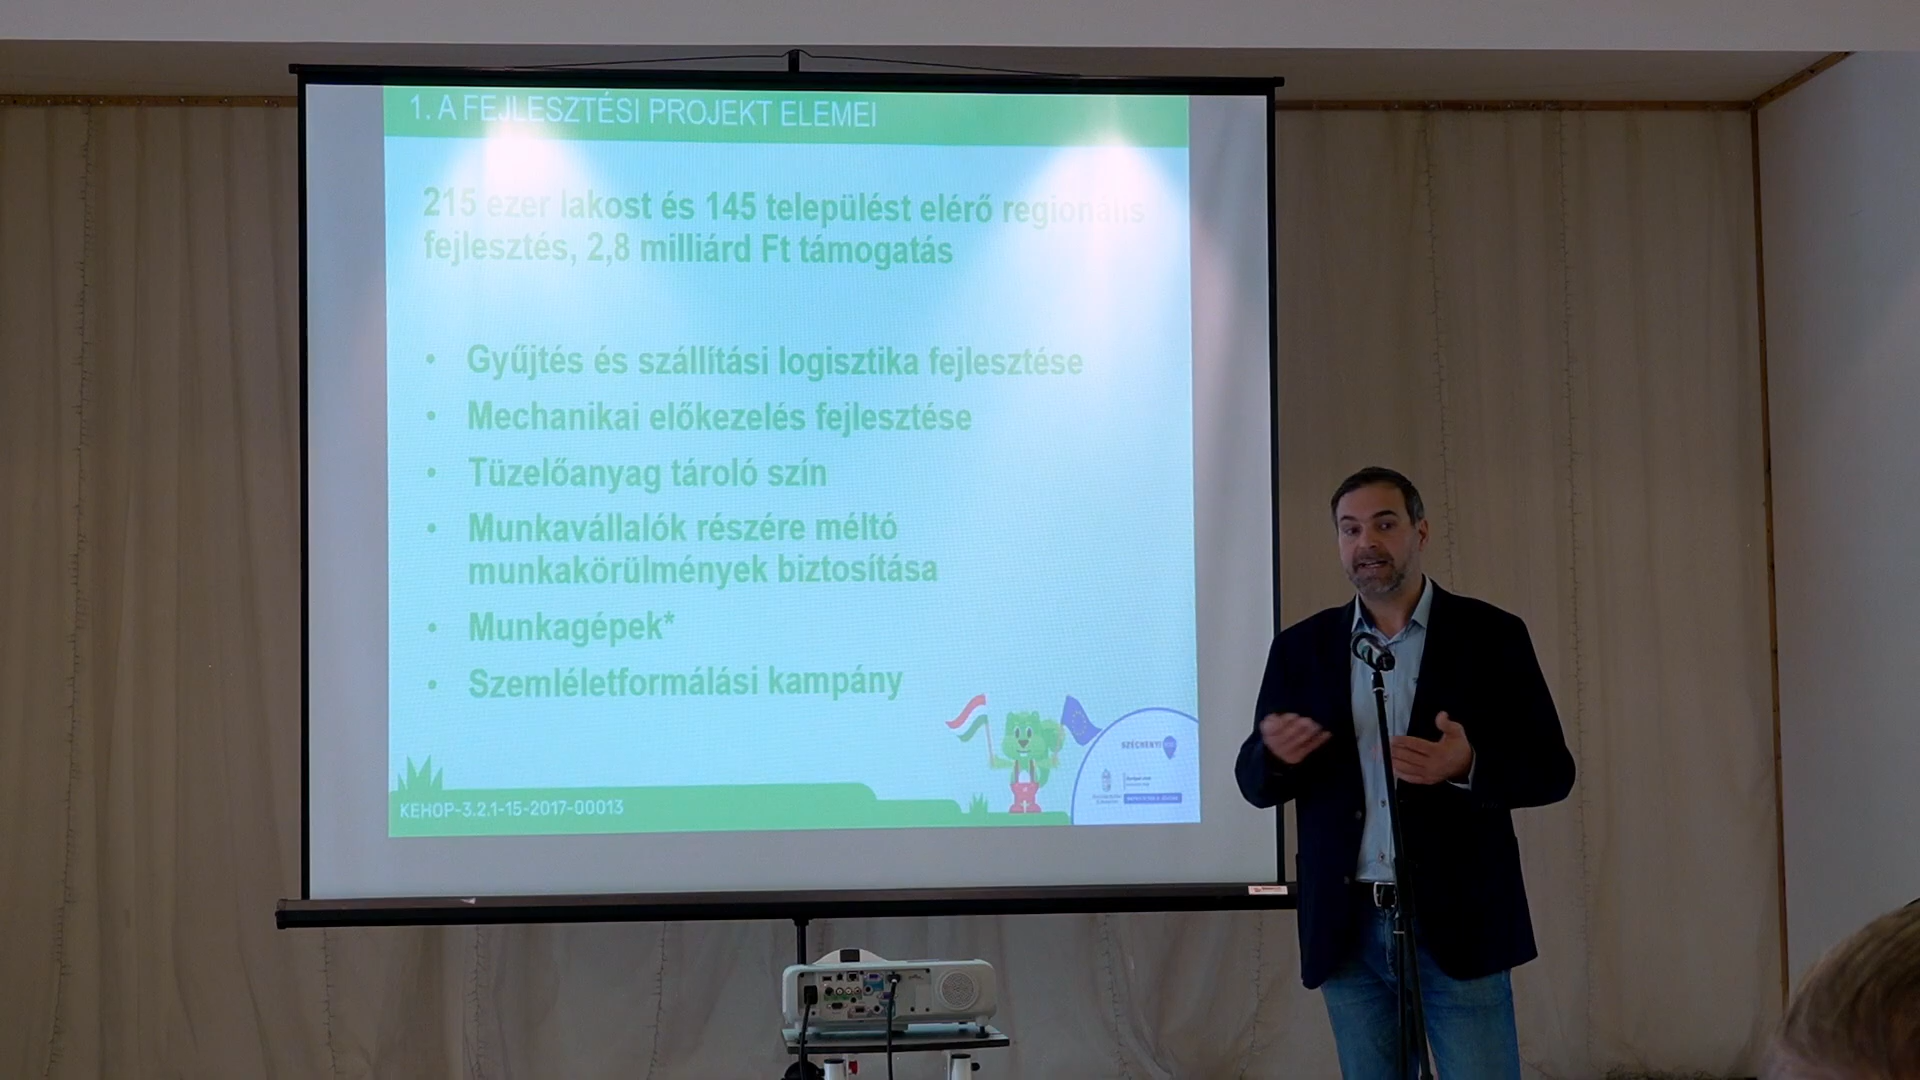 1. A FEJLESZTÉSI PROJEKT ELEMEI
215 ezer lakost és 145 települést elérő regionális
fejlesztés, 2,8 milliárd Ft támogatás
• Gyűjtés és szállítási logisztika fejlesztése
• Mechanikai előkezelés fejlesztése
• Tüzelőanyag tároló szín
• Munkavállalók részére méltó
munkakörülmények biztosítása
• Munkagépek*
• Szemléletformálási kampány
SZÉCHENYI
KEHOP-3.2.1-15-2017-00013